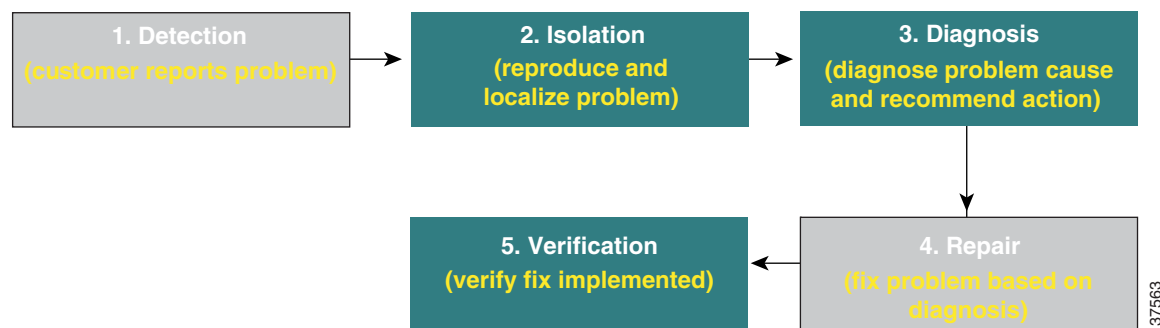 1. Detection
(customer reports problem)
2. Isolation
(reproduce and
localize problem)
3. Diagnosis
(diagnose problem cause
and recommend action)
4. Repair
(fix problem based on
diagnosis)
5. Verification
(verify fix implemented)
37563